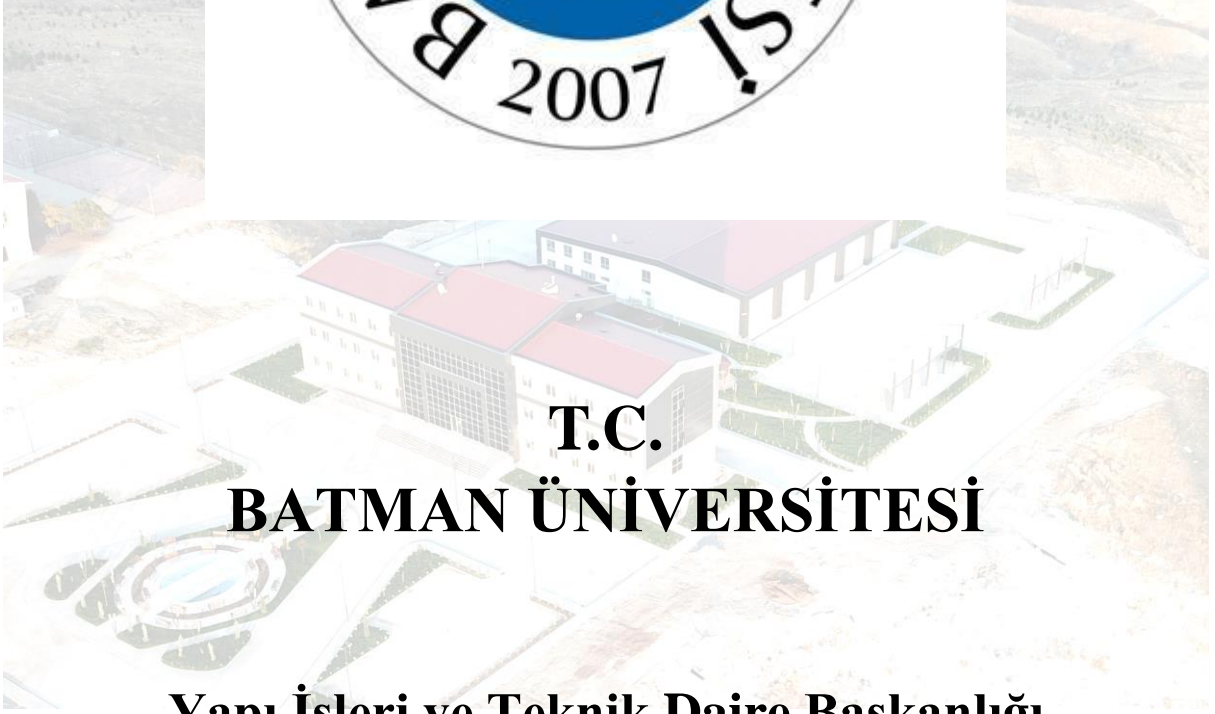 2007
T.C.
BATMAN ÜNİVERSİTESİ
Yapı İşleri ve Teknik Daire Başkanlığı